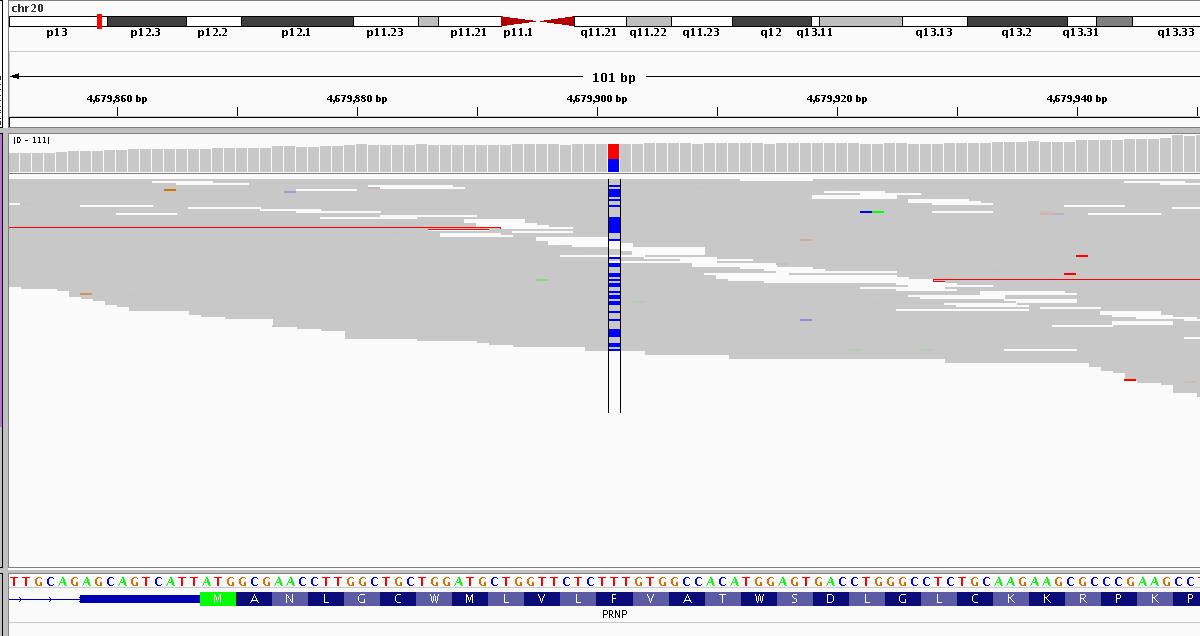 chr20
p13 p12.3 p12.2 p12.1 p11.23 p11.21 p11.1 q11.21 q11.22 q11.23 q12 q13.11 q13.13 q13.2 q13.31 q13.33
101 bp
4,679,860 bp 4,679,880 bp 4,679,900 bp 4,679,920 bp 4,679,940 bp
[0 - 111]
TTGCAGAGCAGTCATTATGGCGAACCTTGGCTGCTGGATGCTGGTTCTCTTTGTGGCCACATGGAGTGACCTGGGCCTCTGCAAGAAGCGCCCGAAGCCT
M A N L G C W M L V L F V A T W S D L G L C K K R P K P
PRNP